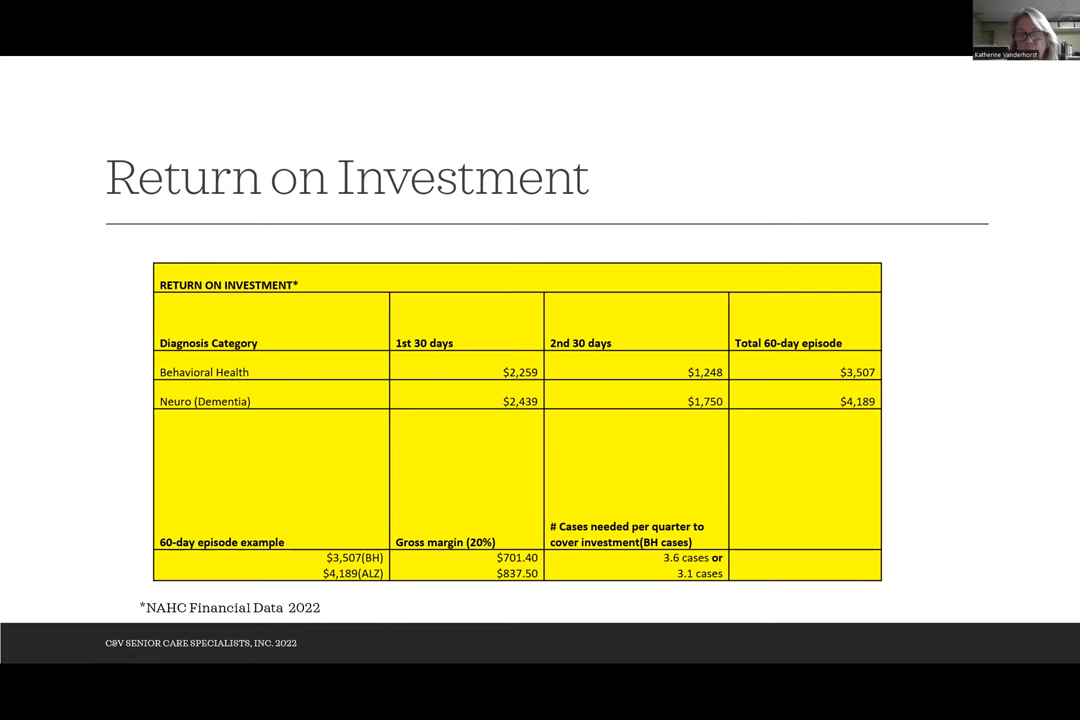 Katherine Vanderhorst
Return on Investment
RETURN ON INVESTMENT*
Diagnosis Category 1st 30 days 2nd 30 days Total 60-day episode
Behavioral Health $2,259 $1,248 $3,507
Neuro (Dementia) $2,439 $1,750 $4,189
# Cases needed per quarter to
60-day episode example Gross margin (20%) cover investment(BH cases)
$3,507(BH) $701.40 3.6 cases or
$4,189(ALZ) $837.50 3.1 cases
*NAHC Financial Data 2022
C&V SENIOR CARE SPECIALISTS, INC. 2022